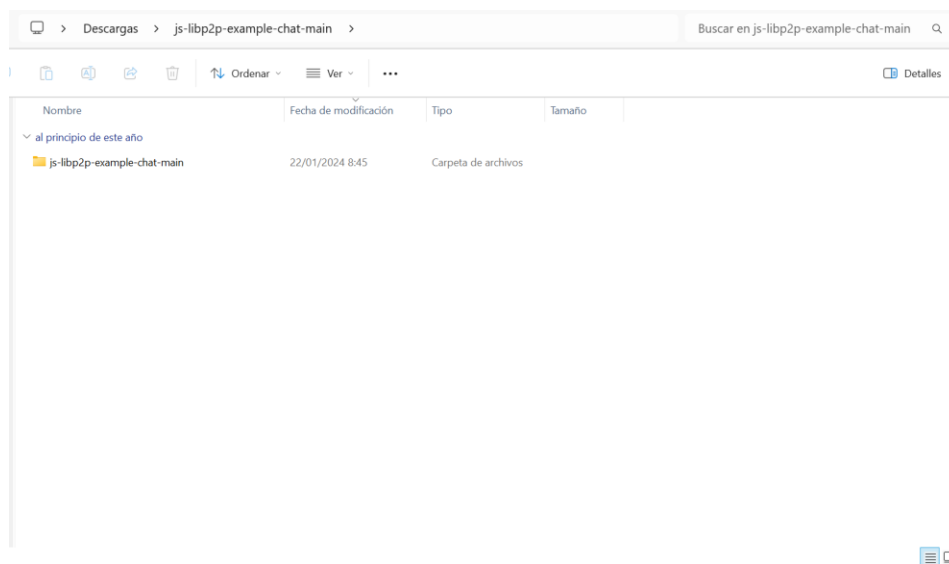 Descargas js-libp2p-example-chat-main Buscar en js-libp2p-example-chat-main
Ordenar Ver Detalles
Nombre Fecha de modificación Tipo Tamaño
al principio de este año
js-libp2p-example-chat-main 22/01/2024 8:45 Carpeta de archivos